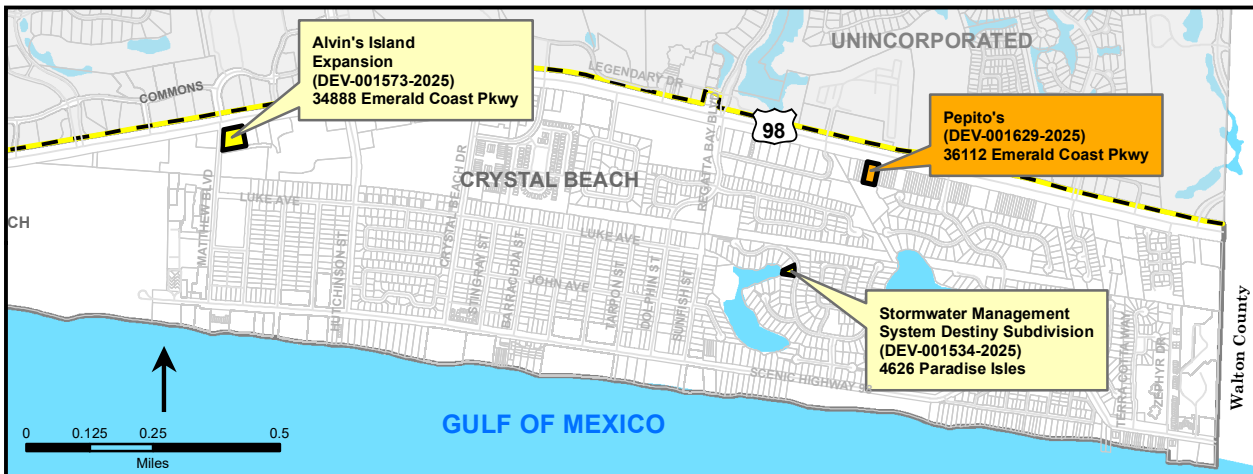 Alvin's Island
Expansion
(DEV-001573-2025)
34888 Emerald Coast Pkwy
UNINCORPORATED
LEGENDARY DR
COMMONS
98
Pepito's
(DEV-001629-2025)
36112 Emerald Coast Pkwy
CRYSTAL BEACH
CH
MATTHEW BLVD
LUKE AVE
HUTCHINSON ST
CRYSTAL BEACH DR
STINGRAY ST
BARACUDA ST
JOHN AVE
LUKE AVE
TARPON ST
DOLPHIN ST
SUNFISH ST
REGATTA BAY BLVD
Stormwater Management
System Destiny Subdivision
(DEV-001534-2025)
4626 Paradise Isles
SCENIC HIGHWAY 98
TERRA COTTA WAY
ZEPHYR DR
Walton County
GULF OF MEXICO
0 0.125 0.25 0.5
Miles